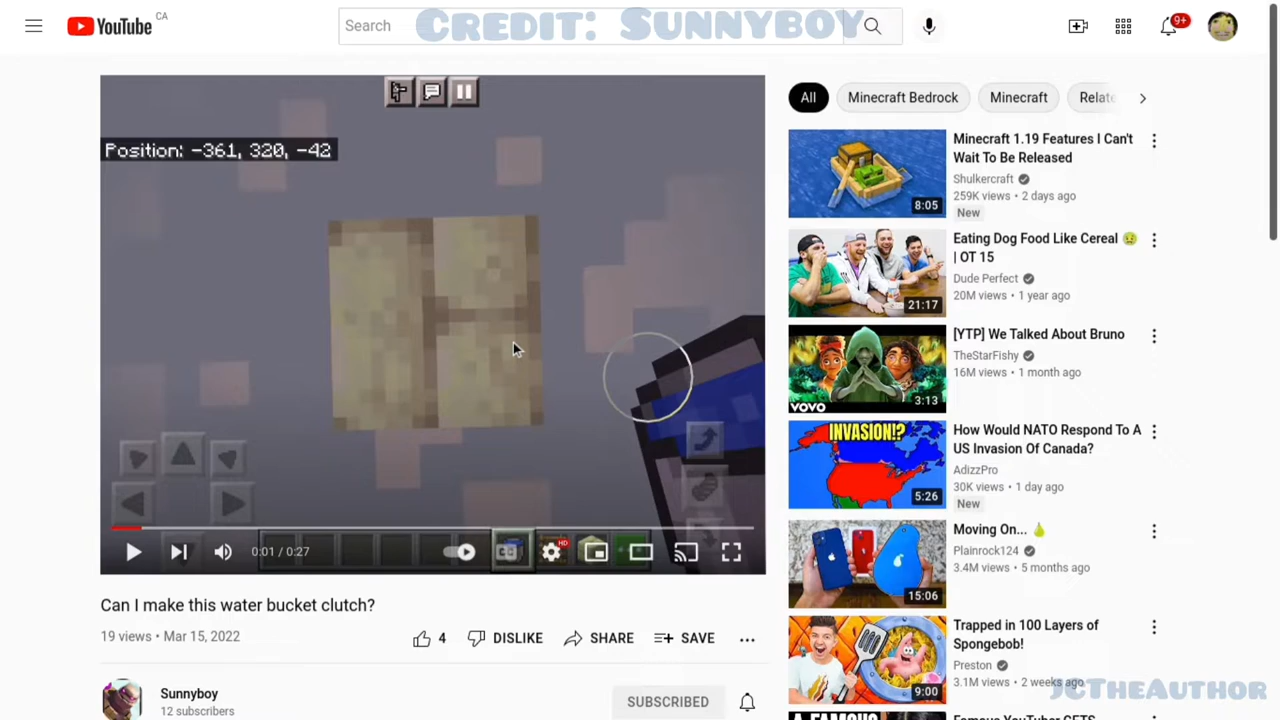 YouTube CA
Search
CREDIT: SUNNYBOY
9+
Position: -361, 320, -42
0:01 / 0:27
HD
Can I make this water bucket clutch?
19 views • Mar 15, 2022
4
DISLIKE
SHARE
SAVE
Sunnyboy
12 subscribers
SUBSCRIBED
All
Minecraft Bedrock
Minecraft
Relate
8:05
Minecraft 1.19 Features I Can't
Wait To Be Released
Shulkercraft
259K views • 2 days ago
New
21:17
Eating Dog Food Like Cereal 🤢
| OT 15
Dude Perfect
20M views • 1 year ago
VOVO
3:13
[YTP] We Talked About Bruno
TheStarFishy
16M views • 1 month ago
INVASION!?
5:26
How Would NATO Respond To A
US Invasion Of Canada?
AdizzPro
30K views • 1 day ago
New
15:06
Moving On... 🍐
Plainrock124
3.4M views • 5 months ago
9:00
Trapped in 100 Layers of
Spongebob!
Preston
3.1M views • 2 weeks ago
JCTHEAUTHOR